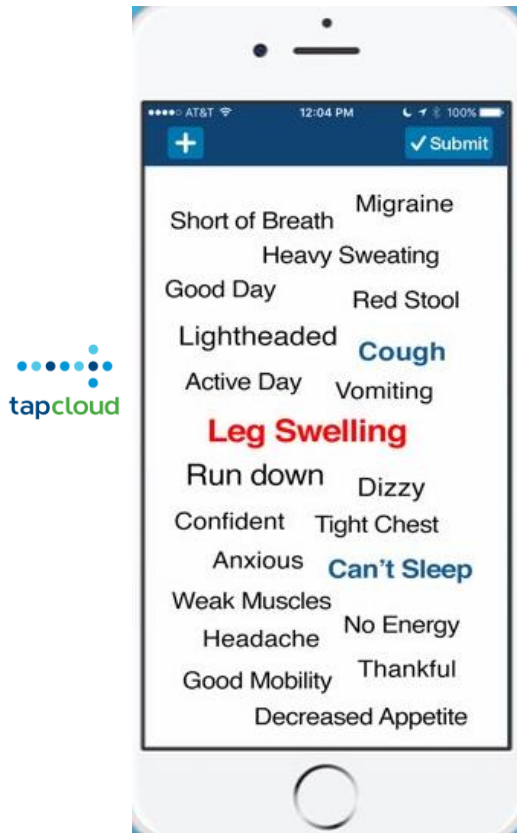 AT&T 12:04 PM 100%
+ ✓ Submit
Migraine
Short of Breath
Heavy Sweating
Good Day
Red Stool
Lightheaded
Cough
Active Day
Vomiting
Leg Swelling
Run down
Dizzy
Confident
Tight Chest
Anxious
Can't Sleep
Weak Muscles
No Energy
Headache
Thankful
Good Mobility
Decreased Appetite
tapcloud